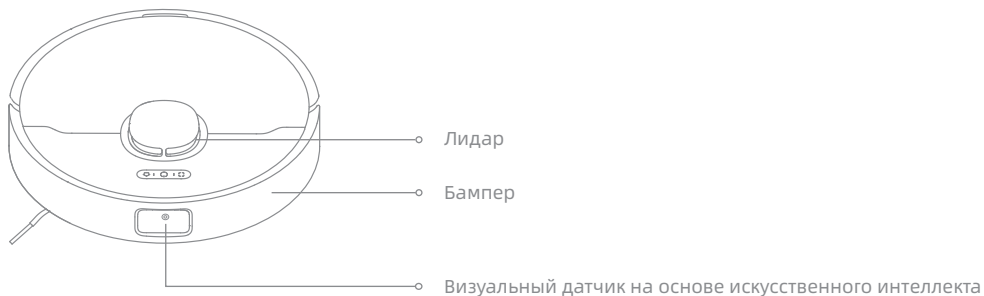 Лидар
Бампер
Визуальный датчик на основе искусственного интеллекта